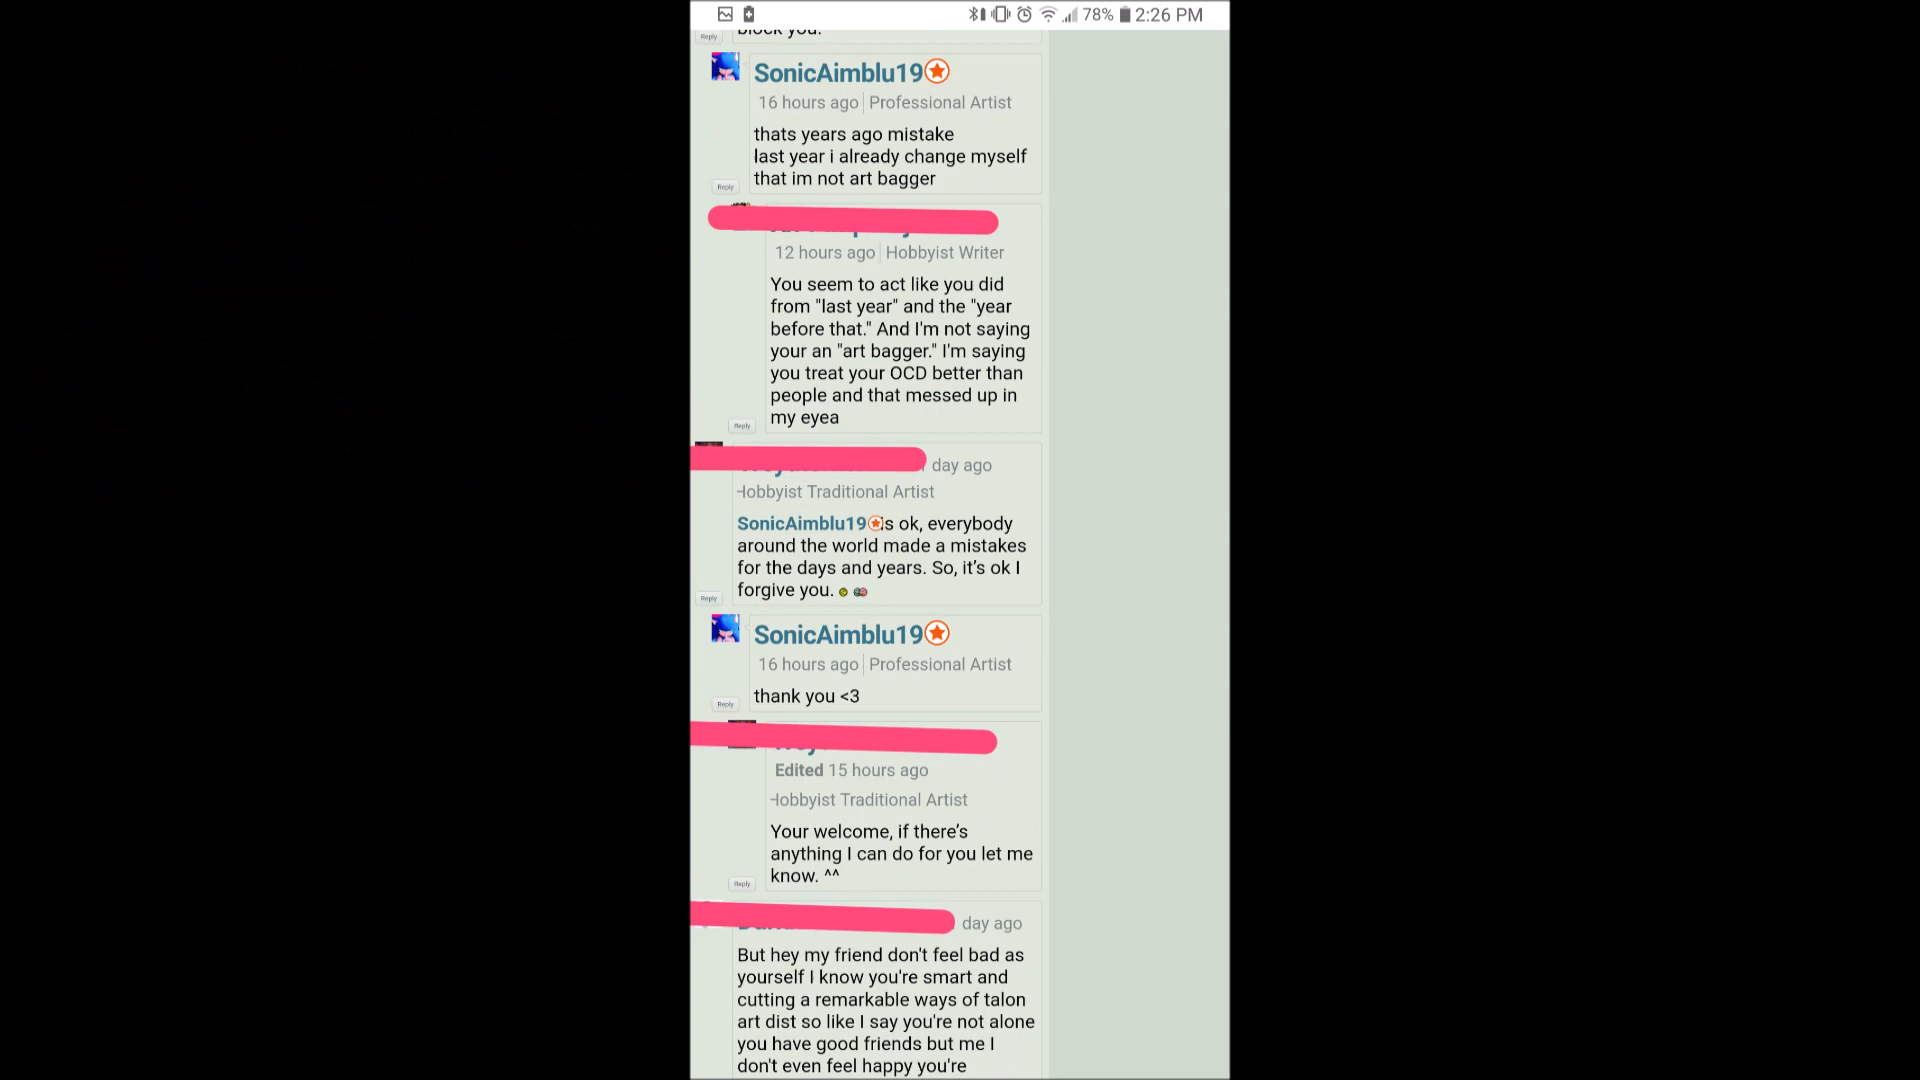 78% 2:26 PM
block you.
Reply
SonicAimblu19
16 hours ago Professional Artist
thats years ago mistake
last year i already change myself
that im not art bagger
Reply
12 hours ago Hobbyist Writer
You seem to act like you did
from "last year" and the "year
before that." And I'm not saying
your an "art bagger." I'm saying
you treat your OCD better than
people and that messed up in
my eyea
Reply
day ago
Hobbyist Traditional Artist
SonicAimblu19 is ok, everybody
around the world made a mistakes
for the days and years. So, it’s ok I
forgive you.
Reply
SonicAimblu19
16 hours ago Professional Artist
thank you <3
Reply
Edited 15 hours ago
Hobbyist Traditional Artist
Your welcome, if there’s
anything I can do for you let me
know. ^^
Reply
day ago
But hey my friend don't feel bad as
yourself I know you're smart and
cutting a remarkable ways of talon
art dist so like I say you're not alone
you have good friends but me I
don't even feel happy you're